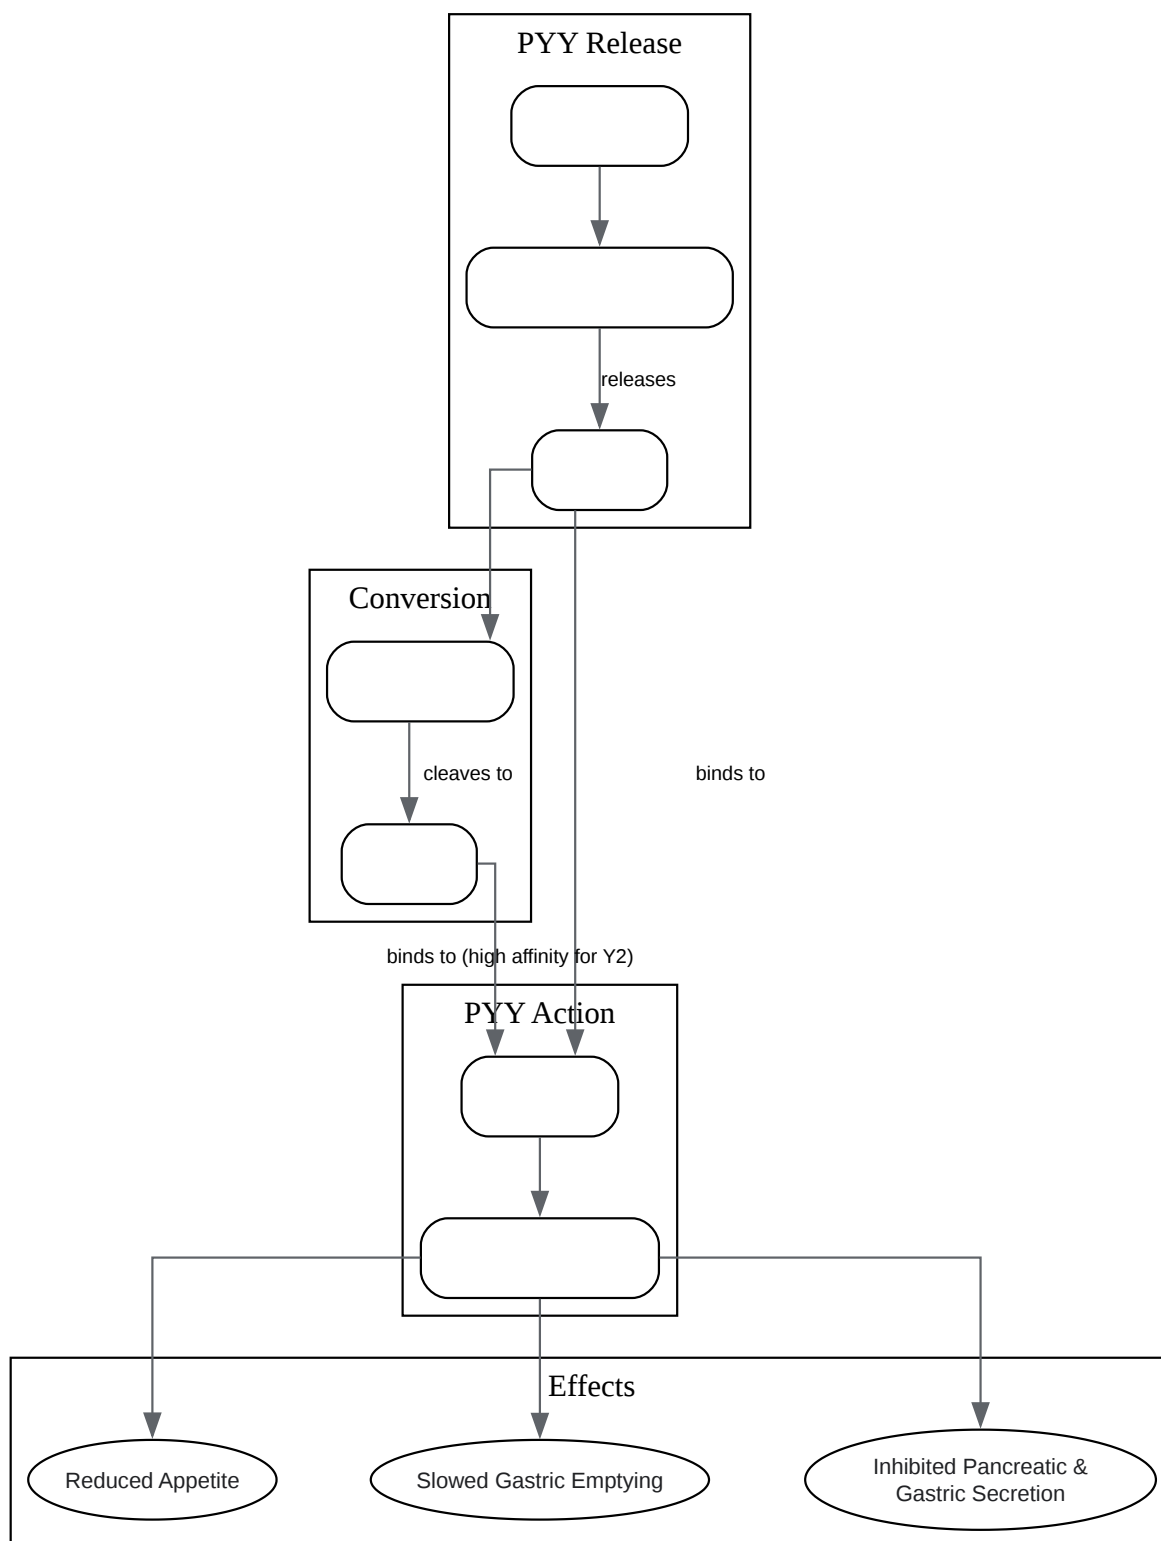 PYY Release
releases
Conversion
cleaves to
binds to
binds to (high affinity for Y2)
PYY Action
Effects
Reduced Appetite
Slowed Gastric Emptying
Inhibited Pancreatic &
Gastric Secretion